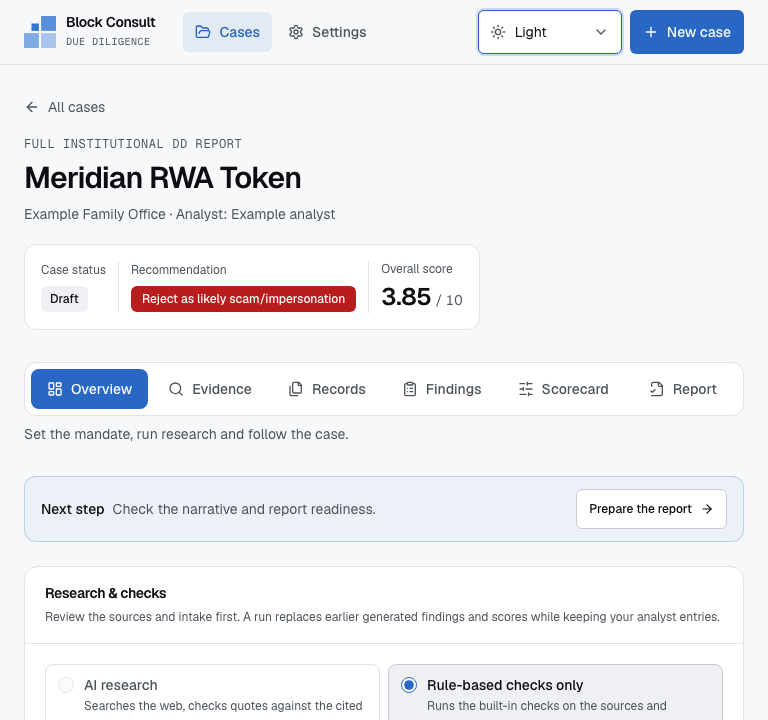 Block Consult
DUE DILIGENCE
Cases
Settings
Light
New case
All cases
FULL INSTITUTIONAL DD REPORT
Meridian RWA Token
Example Family Office · Analyst: Example analyst
Case status
Draft
Recommendation
Reject as likely scam/impersonation
Overall score
3.85 / 10
Overview
Evidence
Records
Findings
Scorecard
Report
Set the mandate, run research and follow the case.
Next step Check the narrative and report readiness.
Prepare the report
Research & checks
Review the sources and intake first. A run replaces earlier generated findings and scores while keeping your analyst entries.
AI research
Searches the web, checks quotes against the cited
Rule-based checks only
Runs the built-in checks on the sources and